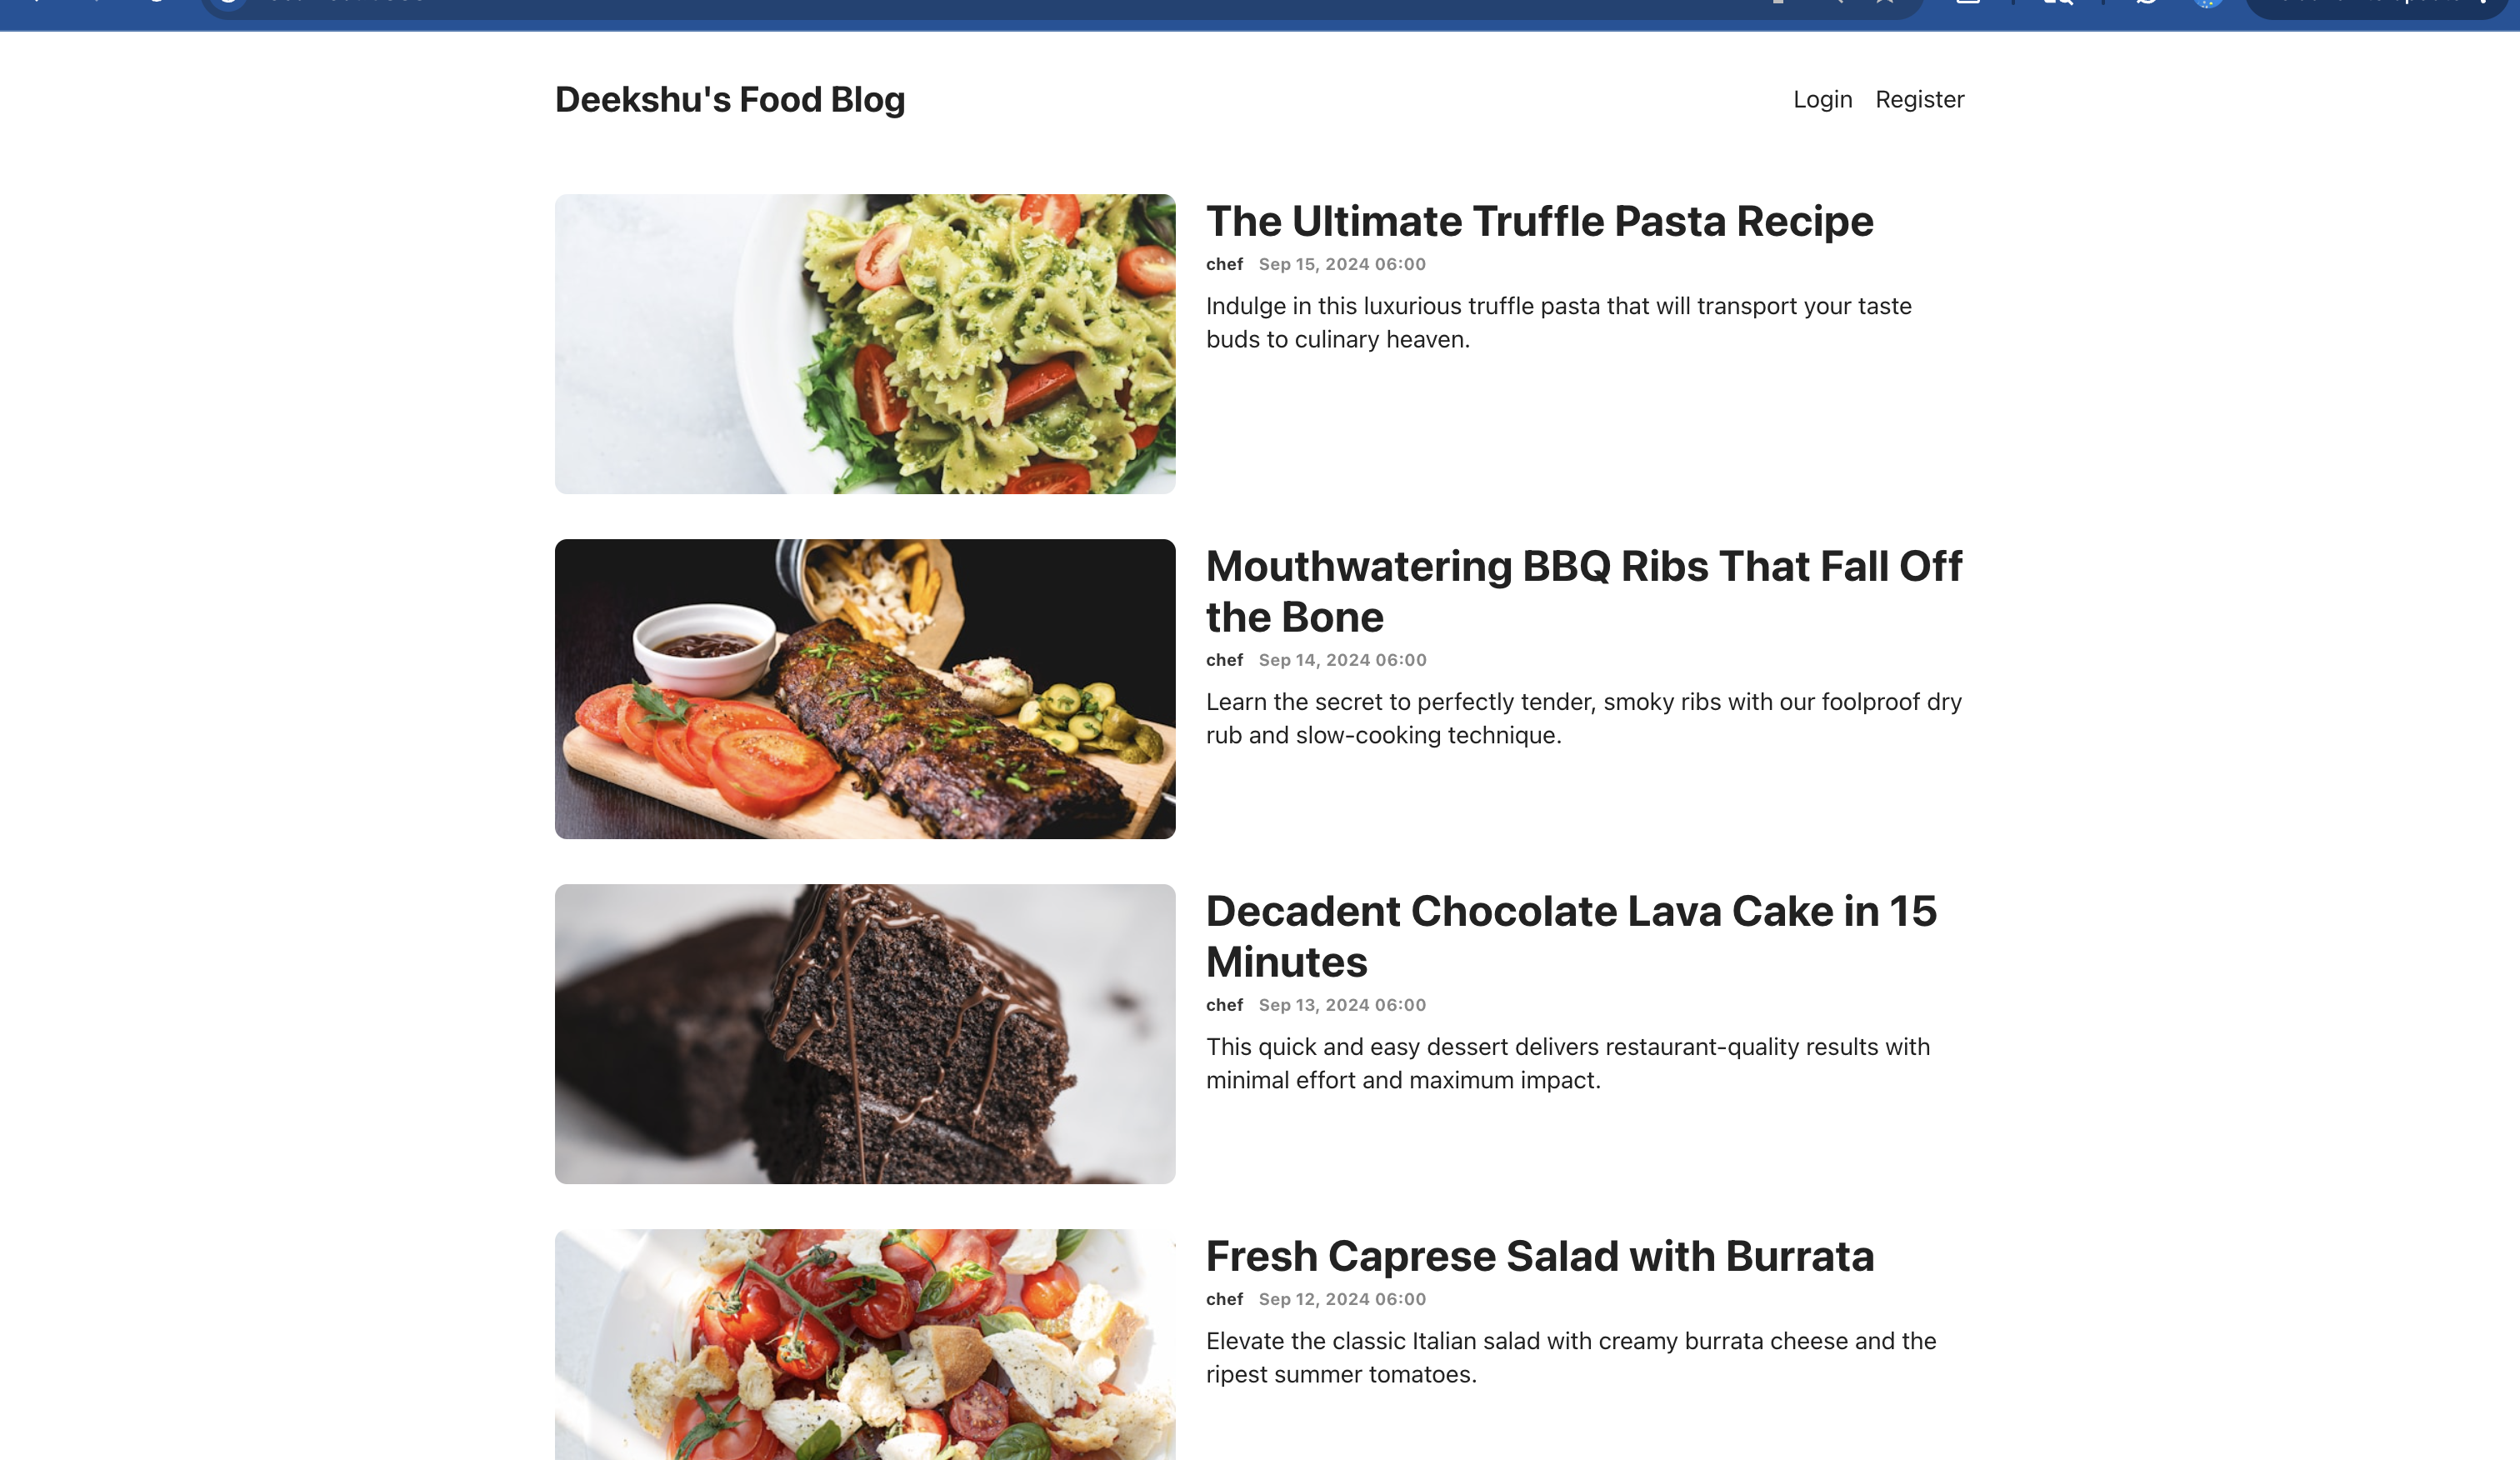 Deekshu's Food Blog
Login Register
The Ultimate Truffle Pasta Recipe
chef Sep 15, 2024 06:00
Indulge in this luxurious truffle pasta that will transport your taste
buds to culinary heaven.
Mouthwatering BBQ Ribs That Fall Off
the Bone
chef Sep 14, 2024 06:00
Learn the secret to perfectly tender, smoky ribs with our foolproof dry
rub and slow-cooking technique.
Decadent Chocolate Lava Cake in 15
Minutes
chef Sep 13, 2024 06:00
This quick and easy dessert delivers restaurant-quality results with
minimal effort and maximum impact.
Fresh Caprese Salad with Burrata
chef Sep 12, 2024 06:00
Elevate the classic Italian salad with creamy burrata cheese and the
ripest summer tomatoes.